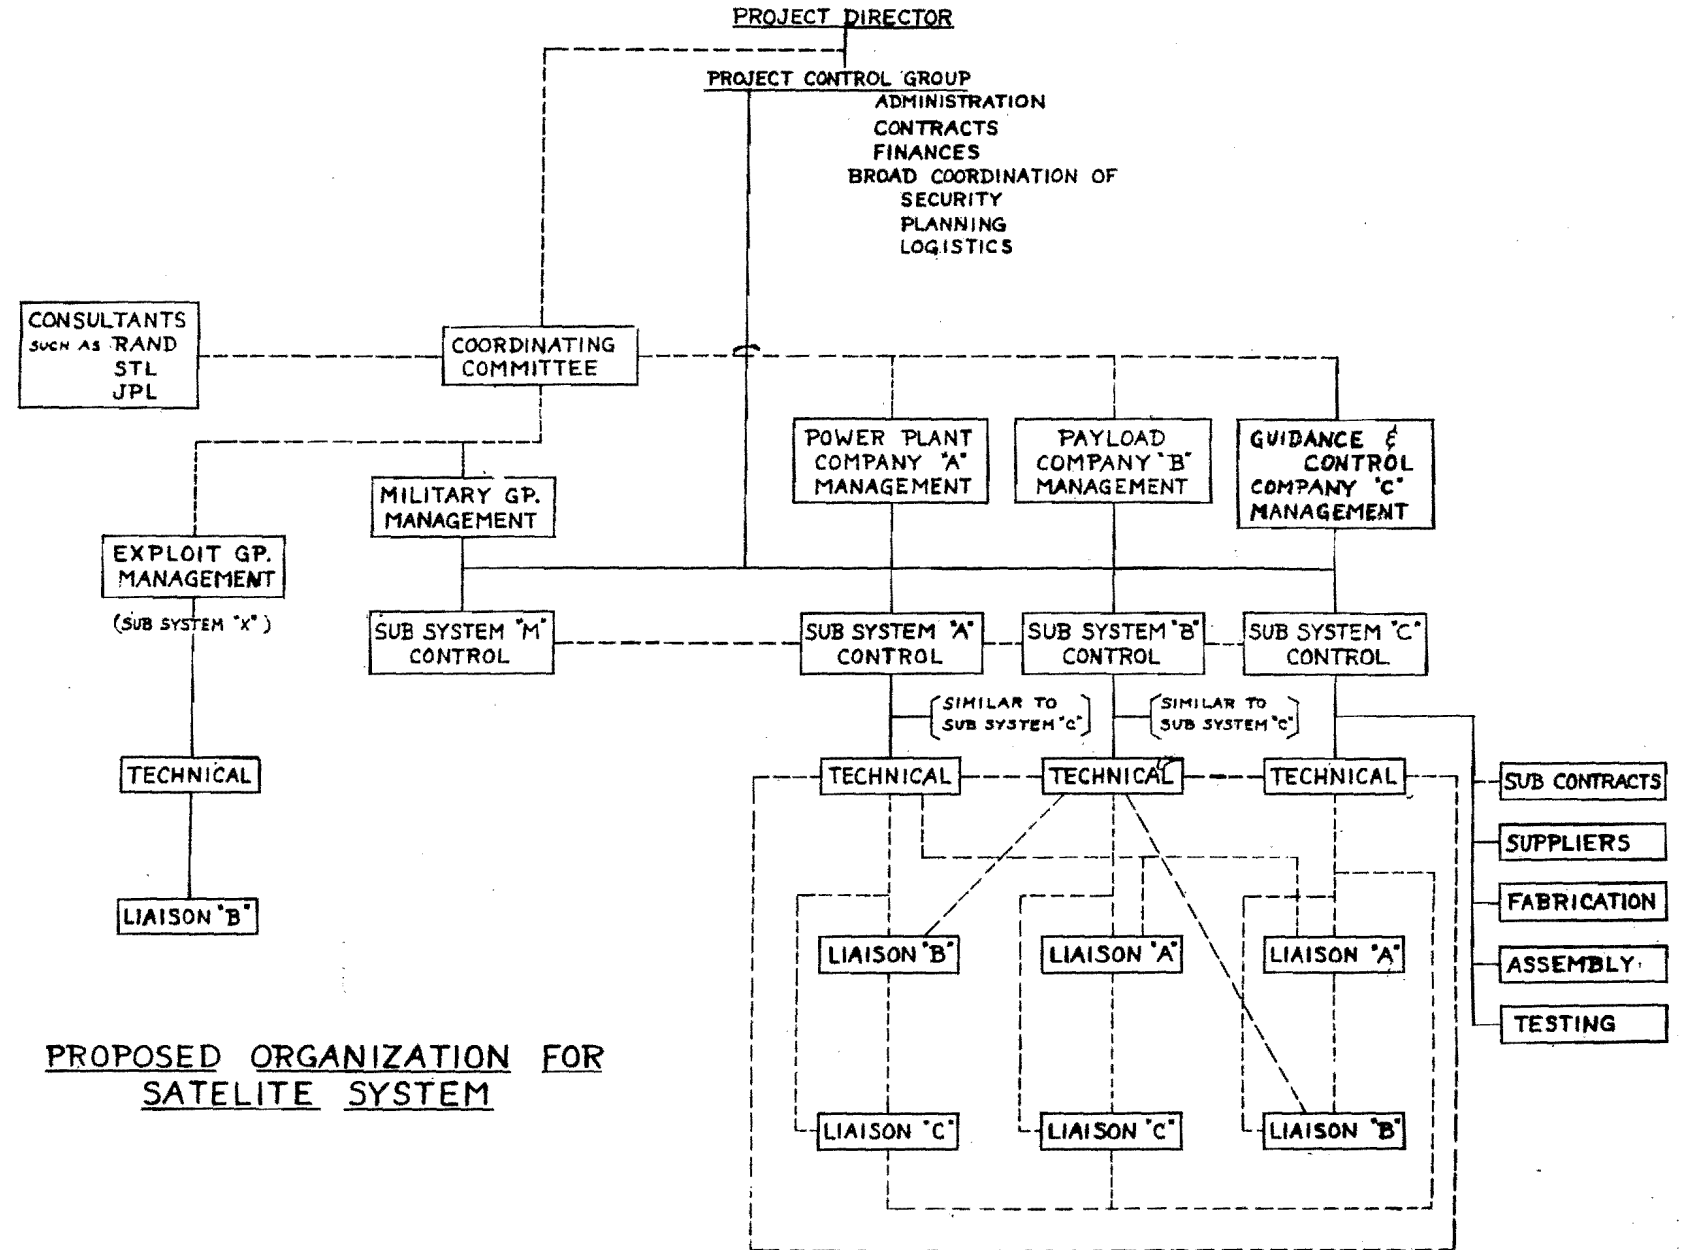 PROJECT DIRECTOR
PROJECT CONTROL GROUP
ADMINISTRATION
CONTRACTS
FINANCES
BROAD COORDINATION OF
SECURITY
PLANNING
LOGISTICS
CONSULTANTS
SUCH AS RAND
STL
JPL
COORDINATING
COMMITTEE
POWER PLANT
COMPANY "A"
MANAGEMENT
PAYLOAD
COMPANY "B"
MANAGEMENT
GUIDANCE &
CONTROL
COMPANY "C"
MANAGEMENT
MILITARY GP.
MANAGEMENT
EXPLOIT GP.
MANAGEMENT
(SUB SYSTEM "X")
SUB SYSTEM "M"
CONTROL
SUB SYSTEM "A"
CONTROL
SUB SYSTEM "B"
CONTROL
SUB SYSTEM "C"
CONTROL
(SIMILAR TO
SUB SYSTEM "C")
(SIMILAR TO
SUB SYSTEM "C")
TECHNICAL
TECHNICAL
TECHNICAL
TECHNICAL
SUB CONTRACTS
SUPPLIERS
FABRICATION
ASSEMBLY
TESTING
LIAISON "B"
LIAISON "B"
LIAISON "A"
LIAISON "A"
LIAISON "C"
LIAISON "C"
LIAISON "B"
PROPOSED ORGANIZATION FOR
SATELITE SYSTEM